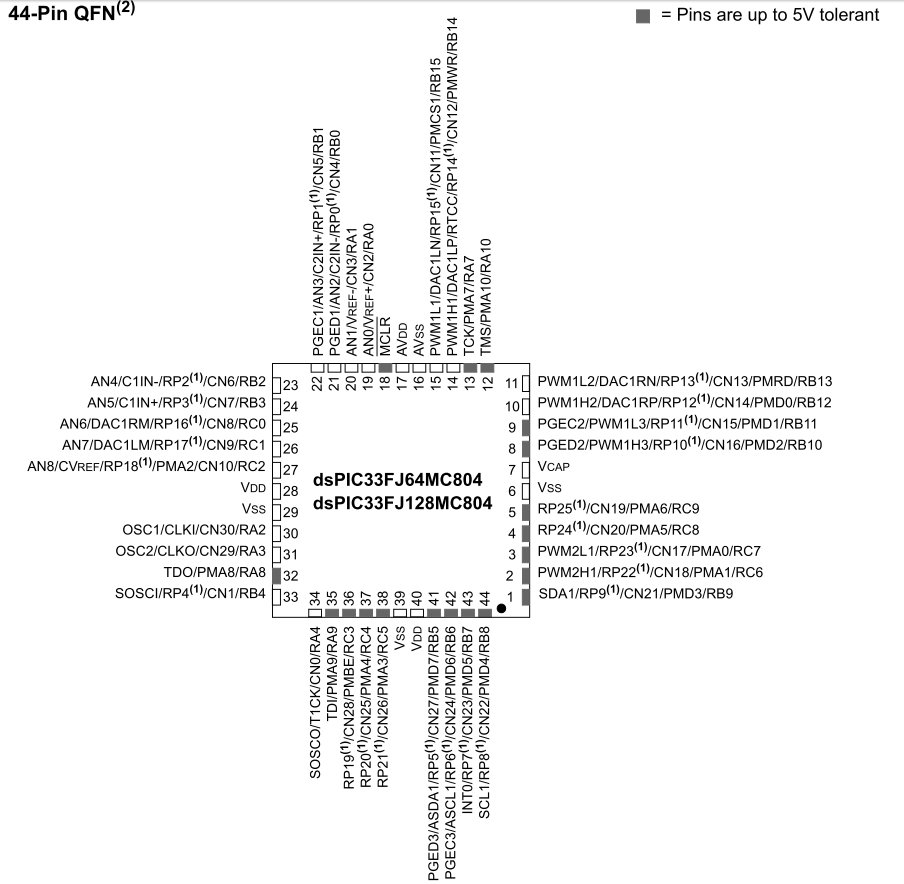 44-Pin QFN(2)
= Pins are up to 5V tolerant
PGEC1/AN3/C2IN+/RP1(1)/CN5/RB1
PGED1/AN2/C2IN-/RP0(1)/CN4/RB0
AN1/VREF-/CN3/RA1
AN0/VREF+/CN2/RA0
MCLR
AVDD
AVSS
PWM1L1/DAC1LN/RP15(1)/CN11/PMCS1/RB15
PWM1H1/DAC1LP/RTCC/RP14(1)/CN12/PMWR/RB14
TCK/PMA7/RA7
TMS/PMA10/RA10
22 21 20 19 18 17 16 15 14 13 12
AN4/C1IN-/RP2(1)/CN6/RB2 23
AN5/C1IN+/RP3(1)/CN7/RB3 24
AN6/DAC1RM/RP16(1)/CN8/RC0 25
AN7/DAC1LM/RP17(1)/CN9/RC1 26
AN8/CVREF/RP18(1)/PMA2/CN10/RC2 27
VDD 28
VSS 29
OSC1/CLKI/CN30/RA2 30
OSC2/CLKO/CN29/RA3 31
TDO/PMA8/RA8 32
SOSCI/RP4(1)/CN1/RB4 33
dsPIC33FJ64MC804
dsPIC33FJ128MC804
11 PWM1L2/DAC1RN/RP13(1)/CN13/PMRD/RB13
10 PWM1H2/DAC1RP/RP12(1)/CN14/PMD0/RB12
9 PGEC2/PWM1L3/RP11(1)/CN15/PMD1/RB11
8 PGED2/PWM1H3/RP10(1)/CN16/PMD2/RB10
7 VCAP
6 VSS
5 RP25(1)/CN19/PMA6/RC9
4 RP24(1)/CN20/PMA5/RC8
3 PWM2L1/RP23(1)/CN17/PMA0/RC7
2 PWM2H1/RP22(1)/CN18/PMA1/RC6
1 SDA1/RP9(1)/CN21/PMD3/RB9
34 35 36 37 38 39 40 41 42 43 44
SOSCO/T1CK/CN0/RA4
TDI/PMA9/RA9
RP19(1)/CN28/PMBE/RC3
RP20(1)/CN25/PMA4/RC4
RP21(1)/CN26/PMA3/RC5
VSS
VDD
PGED3/ASDA1/RP5(1)/CN27/PMD7/RB5
PGEC3/ASCL1/RP6(1)/CN24/PMD6/RB6
INT0/RP7(1)/CN23/PMD5/RB7
SCL1/RP8(1)/CN22/PMD4/RB8